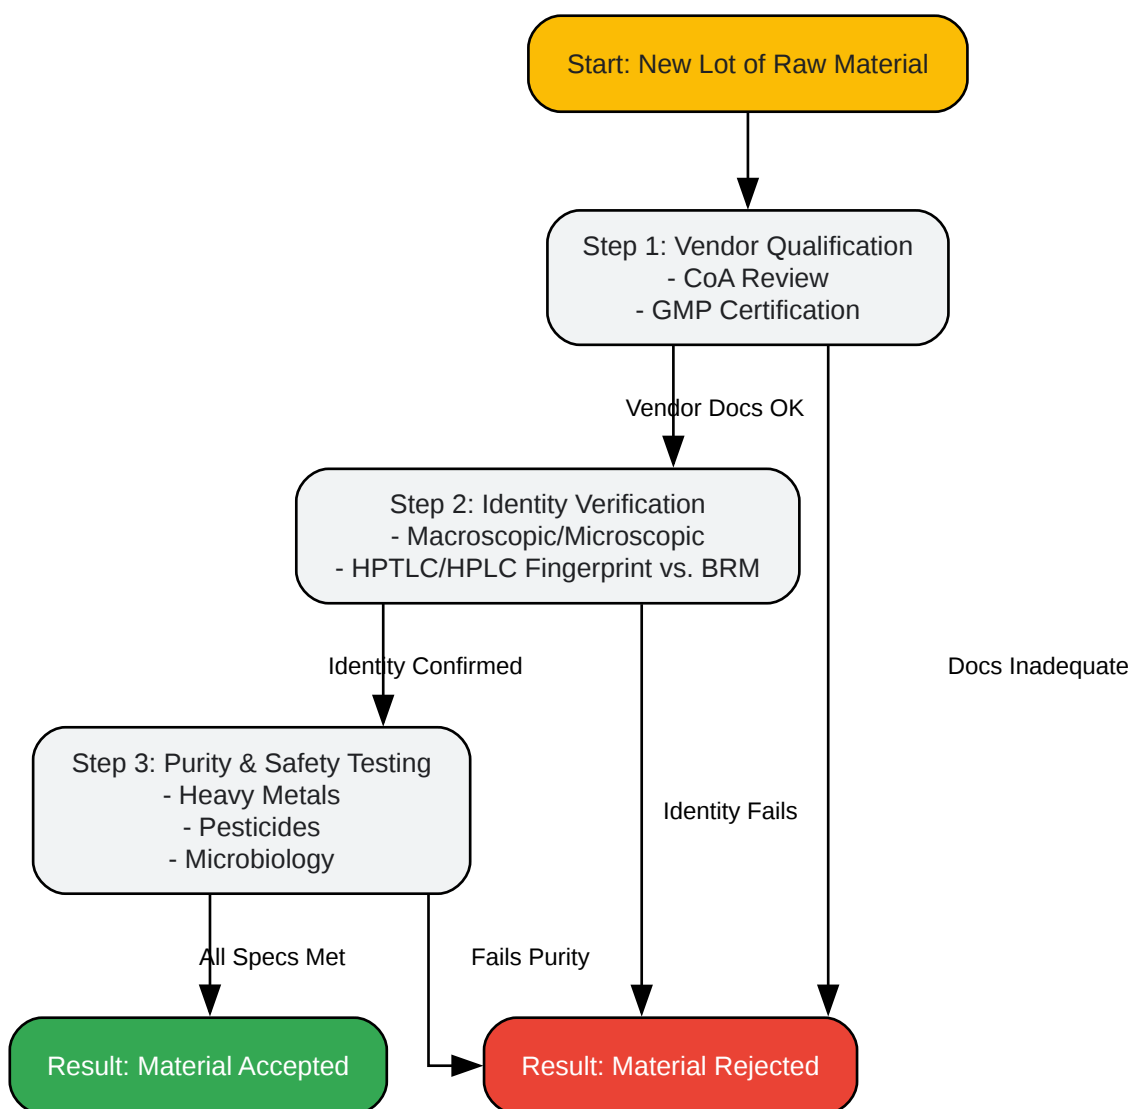 Start: New Lot of Raw Material
Step 1: Vendor Qualification
- CoA Review
- GMP Certification
Vendor Docs OK
Step 2: Identity Verification
- Macroscopic/Microscopic
- HPTLC/HPLC Fingerprint vs. BRM
Identity Confirmed
Docs Inadequate
Step 3: Purity & Safety Testing
- Heavy Metals
- Pesticides
- Microbiology
Identity Fails
All Specs Met
Fails Purity
Result: Material Accepted
Result: Material Rejected